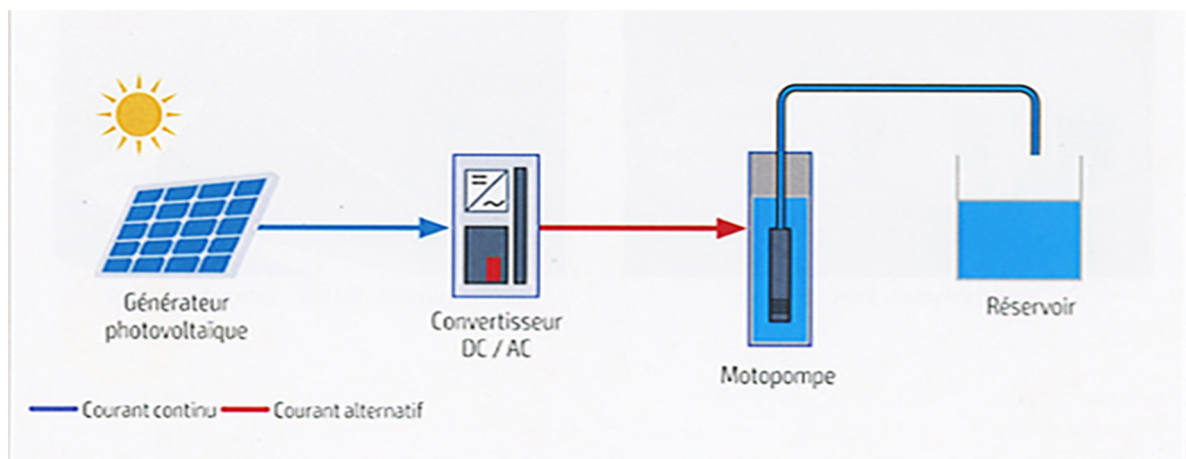 Générateur
photovoltaïque
Convertisseur
DC / AC
Motopompe
Réservoir
Courant continu
Courant alternatif